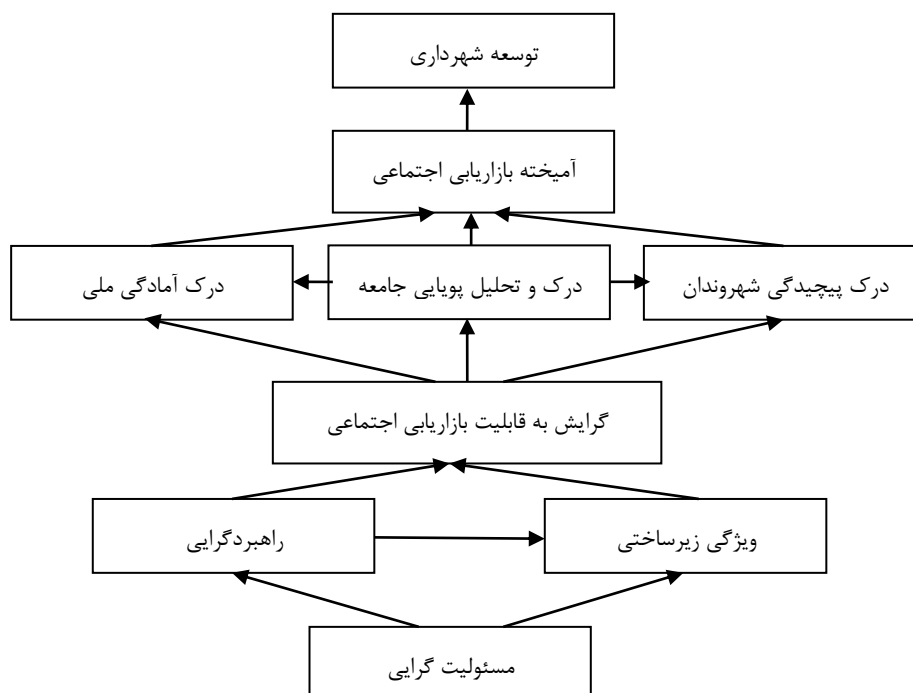 توسعه شهرداری
آمیخته بازاریابی اجتماعی
درک پیچیدگی شهروندان
درک و تحلیل پویایی جامعه
درک آمادگی ملی
گرایش به قابلیت بازاریابی اجتماعی
ویژگی زیرساختی
راهبردگرایی
مسئولیت گرایی